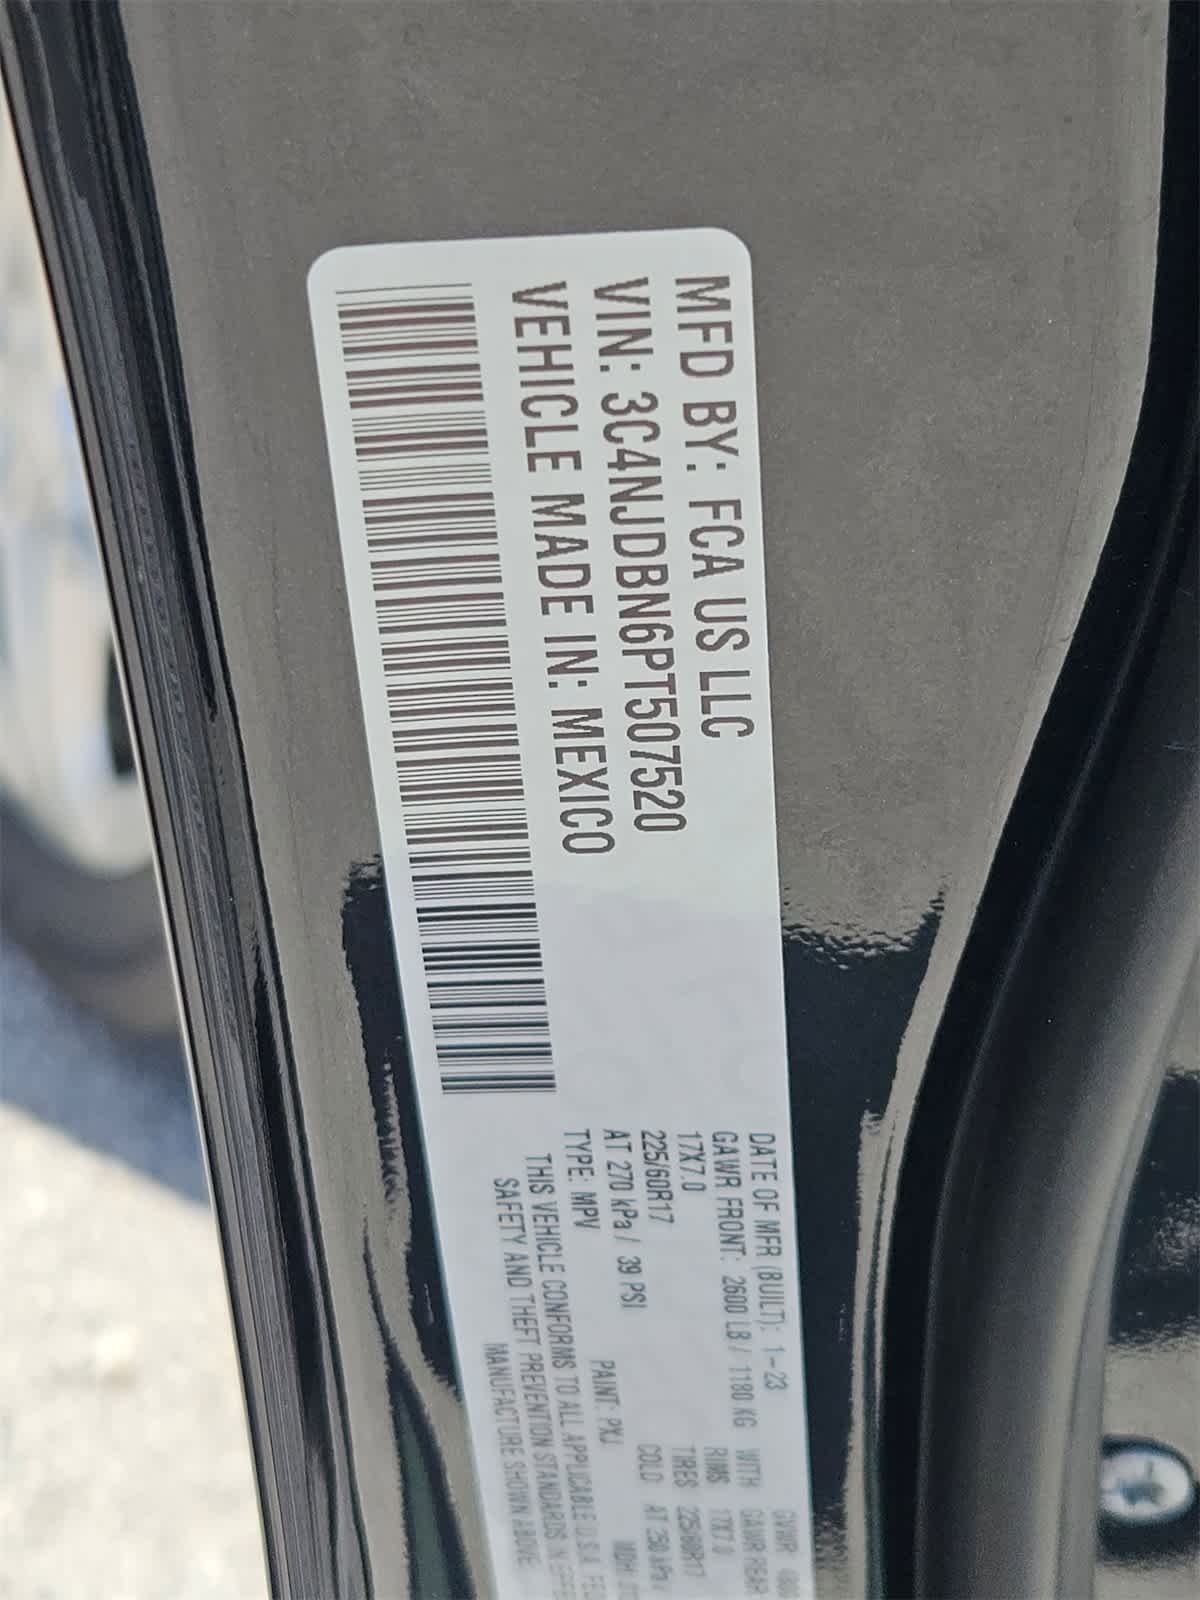 MFD BY: FCA US LLC
VIN: 3C4NJDBN6PT507520
VEHICLE MADE IN: MEXICO
DATE OF MFR (BUILT): 1-23 GVWR
GAWR FRONT: 2600 LB / 1180 KG WITH GAWR REAR
17X7.0 RIMS 17X7.0
225/60R17 TIRES 225/60R17
AT 270 kPa / 39 PSI COLD AT 250 kPa
TYPE: MPV PAINT: PXJ MDH
THIS VEHICLE CONFORMS TO ALL APPLICABLE U.S.A.
SAFETY AND THEFT PREVENTION STANDARDS IN
MANUFACTURE SHOWN ABOVE